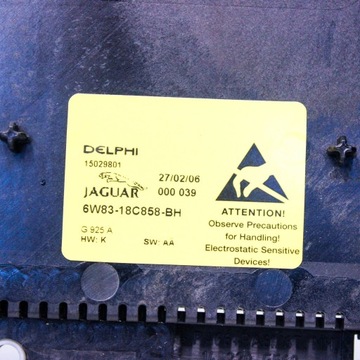 DELPHI
15029801
27/02/06
JAGUAR 000 039
6W83-18C858-BH
G 925 A
HW: K SW: AA
ATTENTION!
Observe Precautions
for Handling!
Electrostatic Sensitive
Devices!